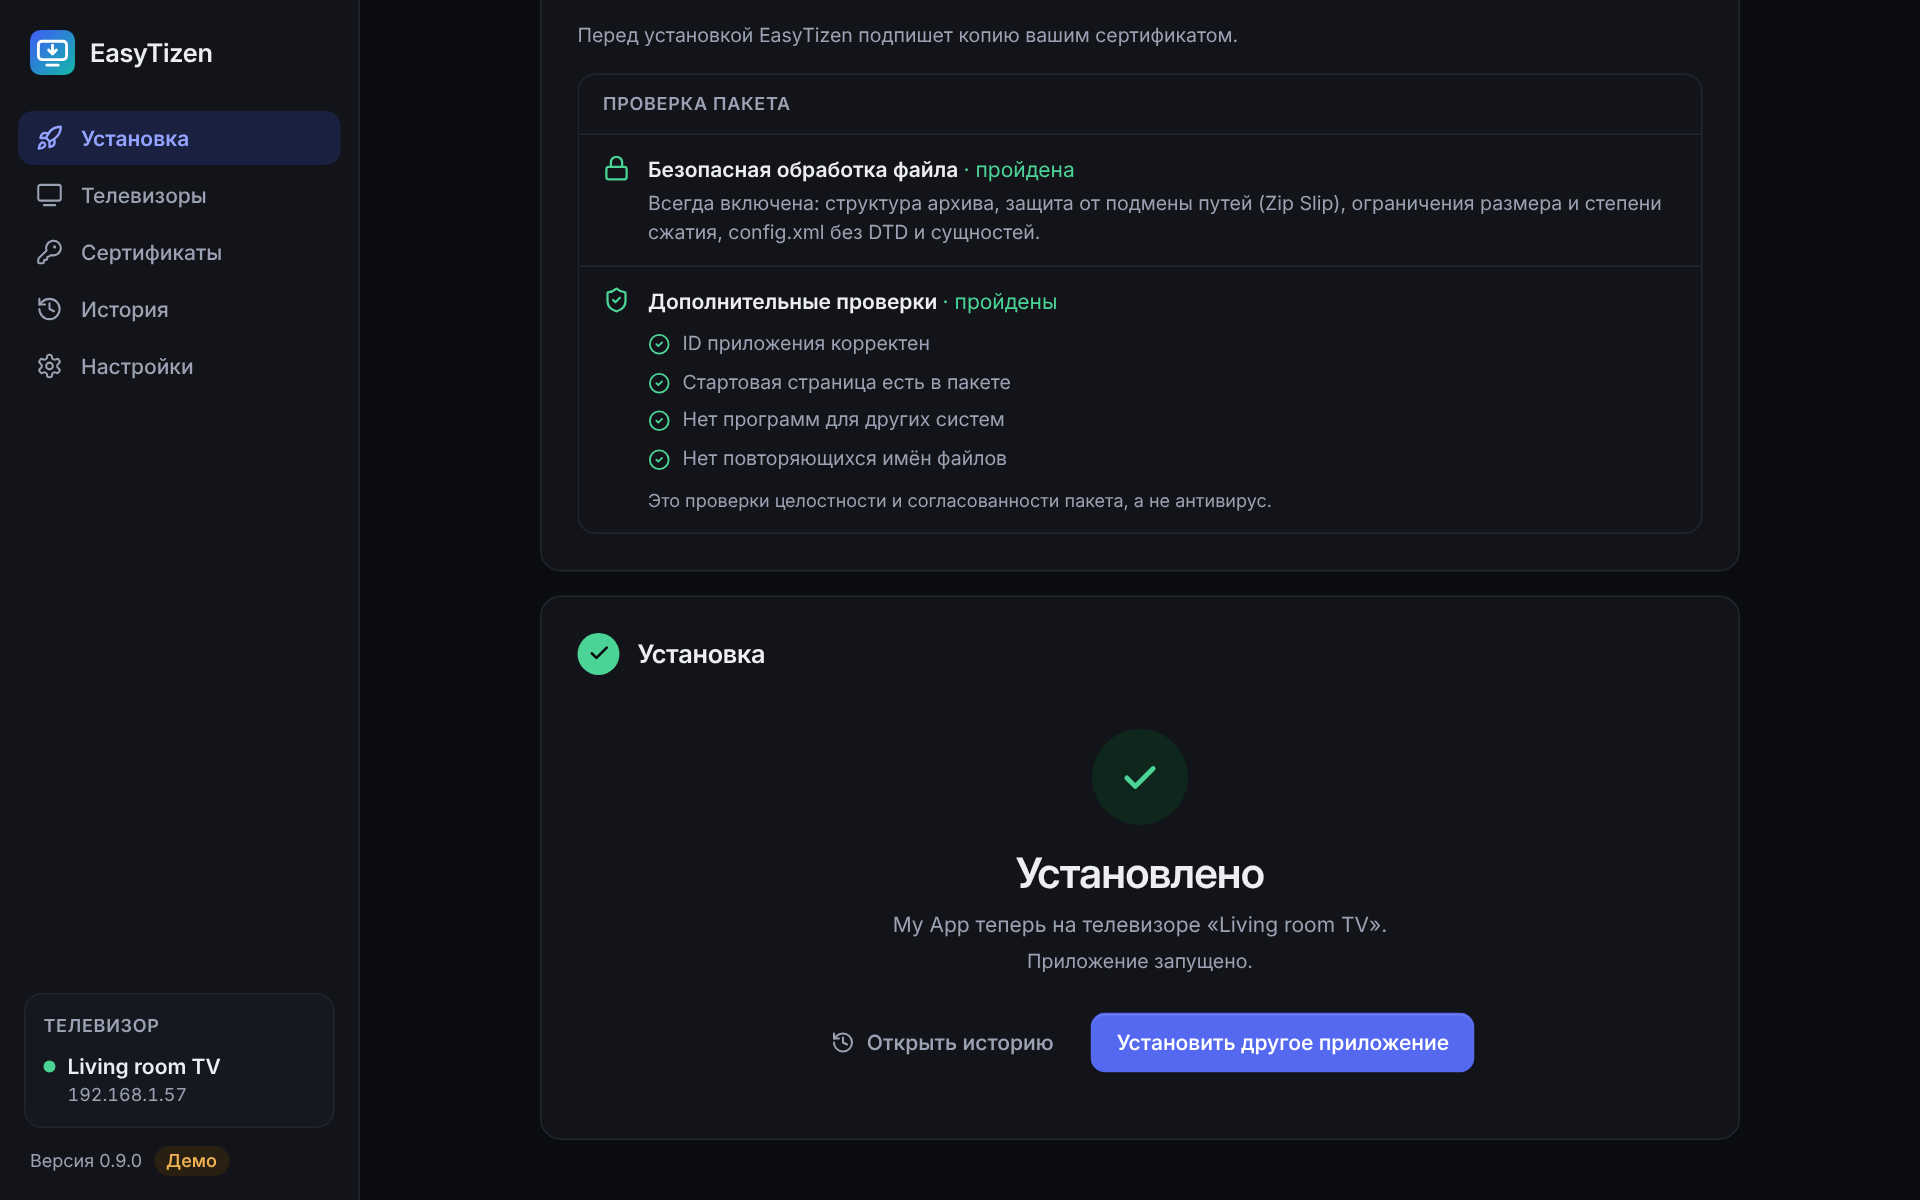 EasyTizen
Установка
Телевизоры
Сертификаты
История
Настройки
ТЕЛЕВИЗОР
Living room TV
192.168.1.57
Версия 0.9.0 Демо
Перед установкой EasyTizen подпишет копию вашим сертификатом.
ПРОВЕРКА ПАКЕТА
Безопасная обработка файла · пройдена
Всегда включена: структура архива, защита от подмены путей (Zip Slip), ограничения размера и степени
сжатия, config.xml без DTD и сущностей.
Дополнительные проверки · пройдены
ID приложения корректен
Стартовая страница есть в пакете
Нет программ для других систем
Нет повторяющихся имён файлов
Это проверки целостности и согласованности пакета, а не антивирус.
Установка
Установлено
My App теперь на телевизоре «Living room TV».
Приложение запущено.
Открыть историю
Установить другое приложение